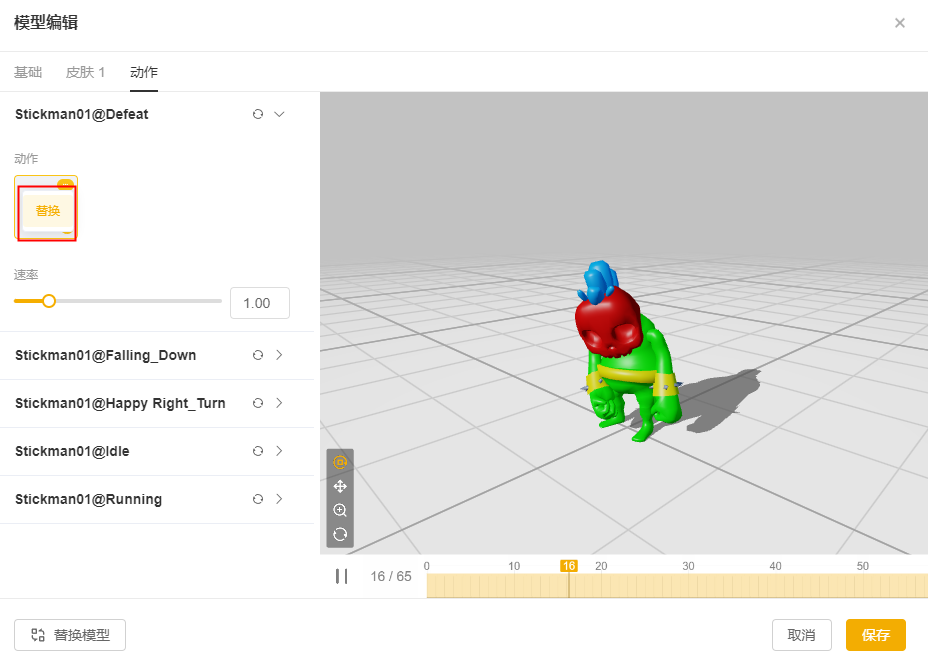 模型编辑
基础 皮肤 1 动作
Stickman01@Defeat
动作
替换
速率
1.00
Stickman01@Falling_Down
Stickman01@Happy Right_Turn
Stickman01@Idle
Stickman01@Running
16 / 65
0 10 16 20 30 40 50
替换模型
取消 保存